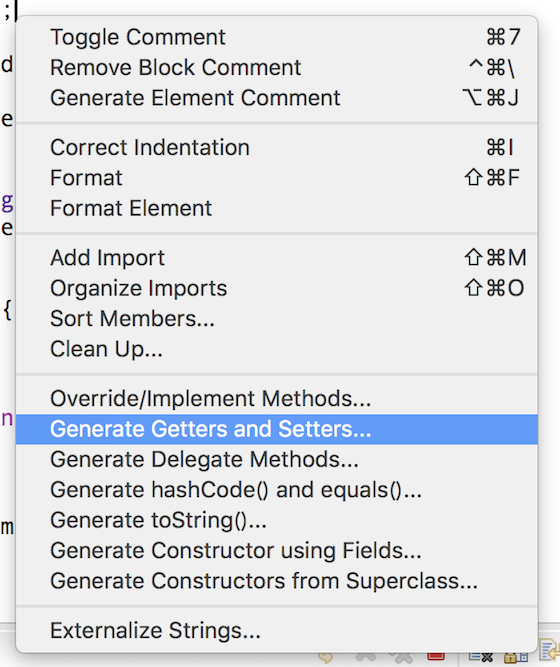 ;
Toggle Comment ⌘7
d
Remove Block Comment ^⌘\
Generate Element Comment ⌥⌘J
e
Correct Indentation ⌘I
Format ⇧⌘F
g
Format Element
e
Add Import ⇧⌘M
Organize Imports ⇧⌘O
{
Sort Members...
Clean Up...
Override/Implement Methods...
n
Generate Getters and Setters...
Generate Delegate Methods...
Generate hashCode() and equals()...
Generate toString()...
m
Generate Constructor using Fields...
Generate Constructors from Superclass...
Externalize Strings...